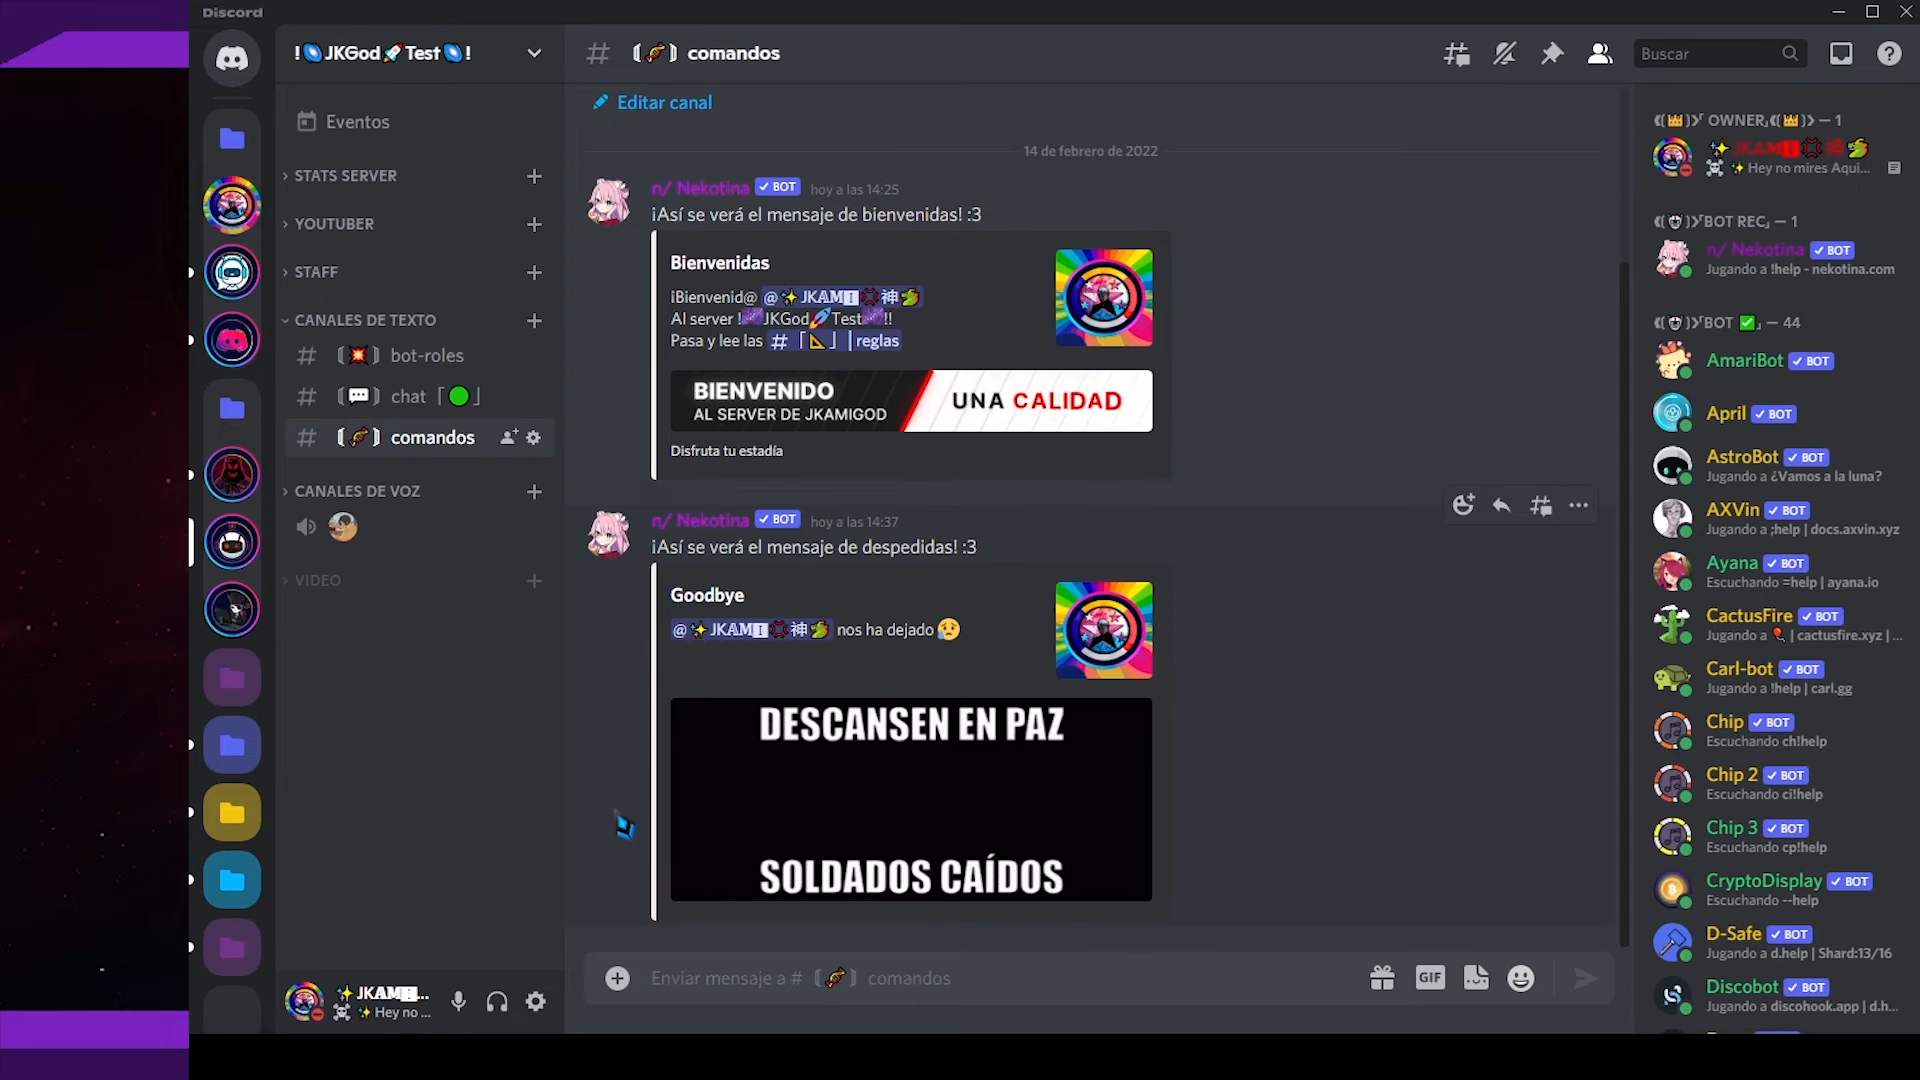 Discord
!🌀JKGod🚀Test🌀!
Eventos
STATS SERVER
YOUTUBER
STAFF
CANALES DE TEXTO
# 〔💥〕 bot-roles
# 〔💬〕 chat「🟢」
# 〔🍬〕 comandos
CANALES DE VOZ
VIDEO
✨JKAMI...
☠️✨Hey no ...
# 〔🍬〕 comandos
Buscar
Editar canal
14 de febrero de 2022
n/ Nekotina ✓ BOT hoy a las 14:25
¡Así se verá el mensaje de bienvenidas! :3
Bienvenidas
¡Bienvenid@ @✨JKAMI💢神🐲
Al server !🌌JKGod🚀Test🌌!!
Pasa y lee las #「📐」|reglas
BIENVENIDO
AL SERVER DE JKAMIGOD
UNA CALIDAD
Disfruta tu estadía
n/ Nekotina ✓ BOT hoy a las 14:37
¡Así se verá el mensaje de despedidas! :3
Goodbye
@✨JKAMI💢神🐲 nos ha dejado 😥
DESCANSEN EN PAZ
SOLDADOS CAÍDOS
Enviar mensaje a # 〔🍬〕 comandos
GIF
OWNER — 1
✨JKAMI💢神🐲
☠️✨Hey no mires Aqui...
BOT REC — 1
n/ Nekotina ✓ BOT
Jugando a !help - nekotina.com
BOT ✅ — 44
AmariBot ✓ BOT
April ✓ BOT
AstroBot ✓ BOT
Jugando a ¿Vamos a la luna?
AXVin ✓ BOT
Jugando a ;help | docs.axvin.xyz
Ayana ✓ BOT
Escuchando =help | ayana.io
CactusFire ✓ BOT
Jugando a 🎈 | cactusfire.xyz | ...
Carl-bot ✓ BOT
Jugando a !help | carl.gg
Chip ✓ BOT
Escuchando ch!help
Chip 2 ✓ BOT
Escuchando ci!help
Chip 3 ✓ BOT
Escuchando cp!help
CryptoDisplay ✓ BOT
Escuchando --help
D-Safe ✓ BOT
Jugando a d.help | Shard:13/16
Discobot ✓ BOT
Jugando a discohook.app | d.h...